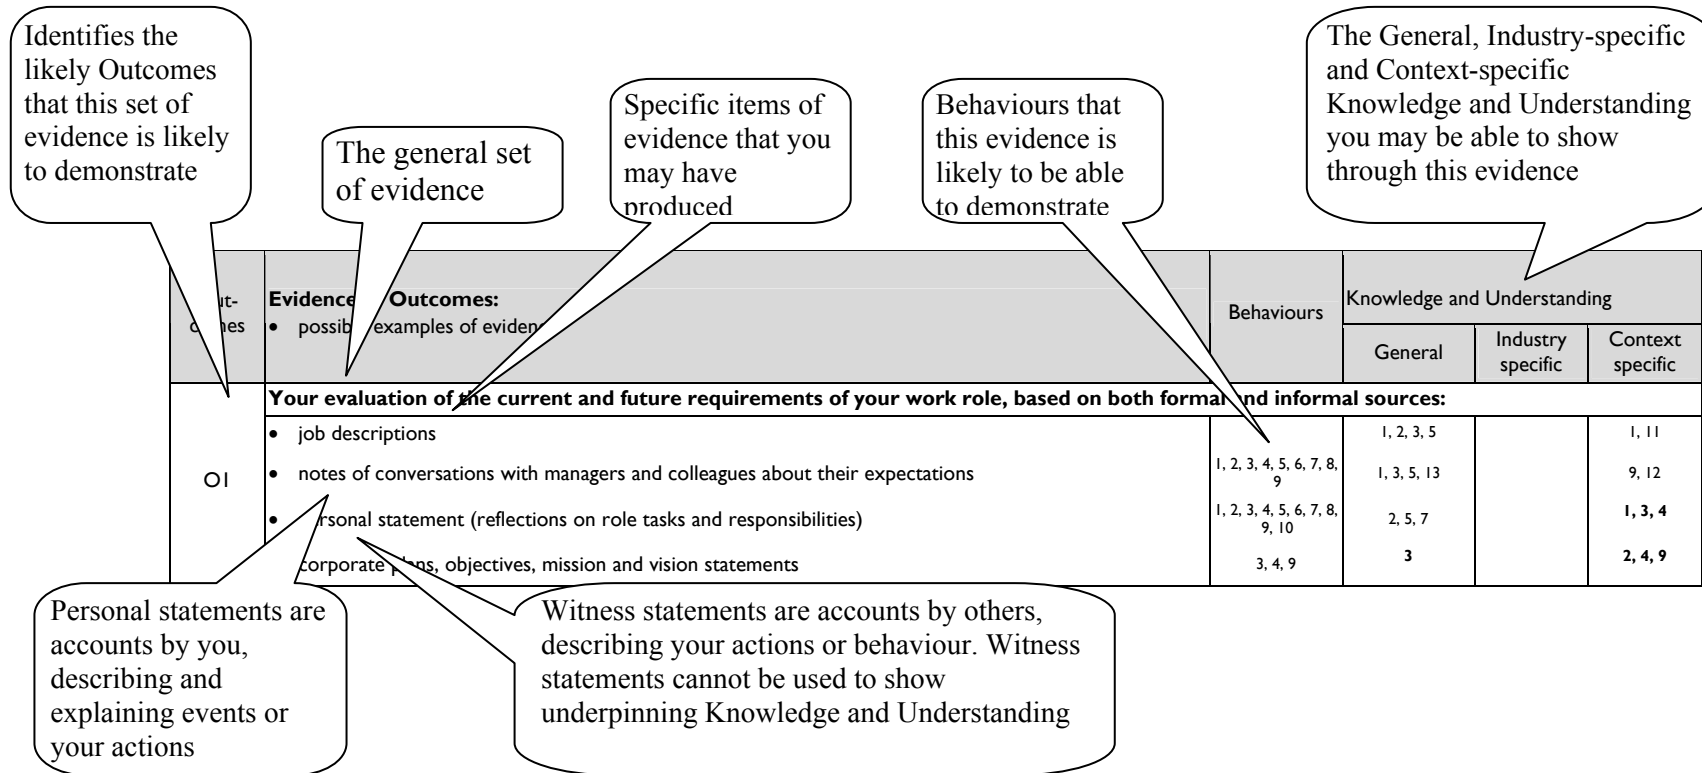 Identifies the
likely Outcomes
that this set of
evidence is likely
to demonstrate
The general set
of evidence
Specific items of
evidence that you
may have
produced
Behaviours that
this evidence is
likely to be able
to demonstrate
The General, Industry-specific
and Context-specific
Knowledge and Understanding
you may be able to show
through this evidence
Evidence Outcomes:
• examples of
Behaviours
Knowledge and Understanding
General
Industry
specific
Context
specific
Your evaluation of the current and future requirements of your work role, based on both formal and informal sources:
O1
• job descriptions
1, 2, 3, 5
1, 11
• notes of conversations with managers and colleagues about their expectations
1, 2, 3, 4, 5, 6, 7, 8,
9
1, 3, 5, 13
9, 12
statement (reflections on role tasks and responsibilities)
1, 2, 3, 4, 5, 6, 7, 8,
9, 10
2, 5, 7
1, 3, 4
corporate plans, objectives, mission and vision statements
3, 4, 9
3
2, 4, 9
Personal statements are
accounts by you,
describing and
explaining events or
your actions
Witness statements are accounts by others,
describing your actions or behaviour. Witness
statements cannot be used to show
underpinning Knowledge and Understanding